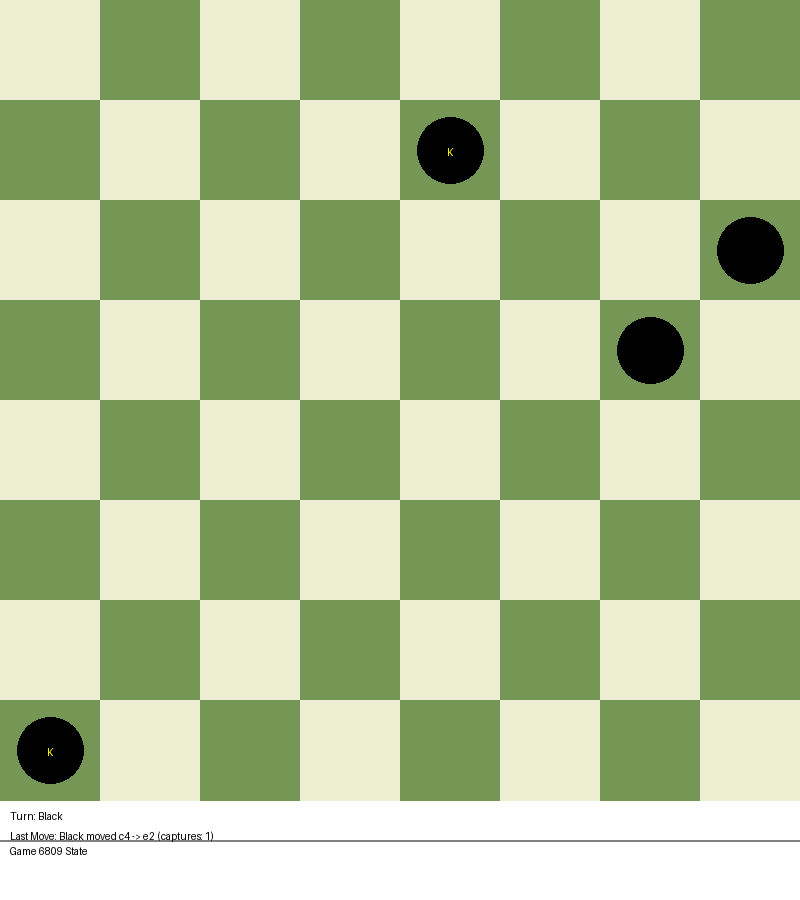 K
K
Turn: Black
Last Move: Black moved c4 -> e2 (captures: 1)
Game 6809 State